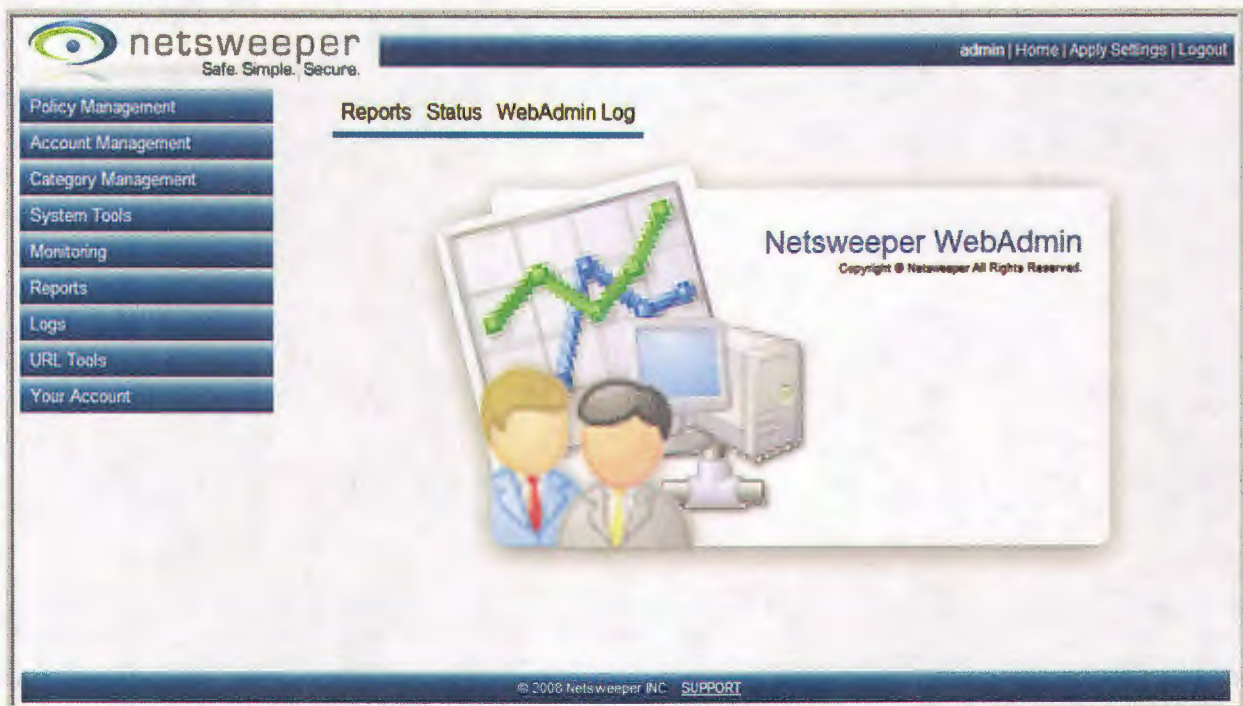 netsweeper
Safe. Simple. Secure.
admin | Home | Apply Settings | Logout
Policy Management
Account Management
Category Management
System Tools
Monitoring
Reports
Logs
URL Tools
Your Account
Reports Status WebAdmin Log
Netsweeper WebAdmin
Copyright © Netsweeper All Rights Reserved.
© 2008 Netsweeper INC SUPPORT